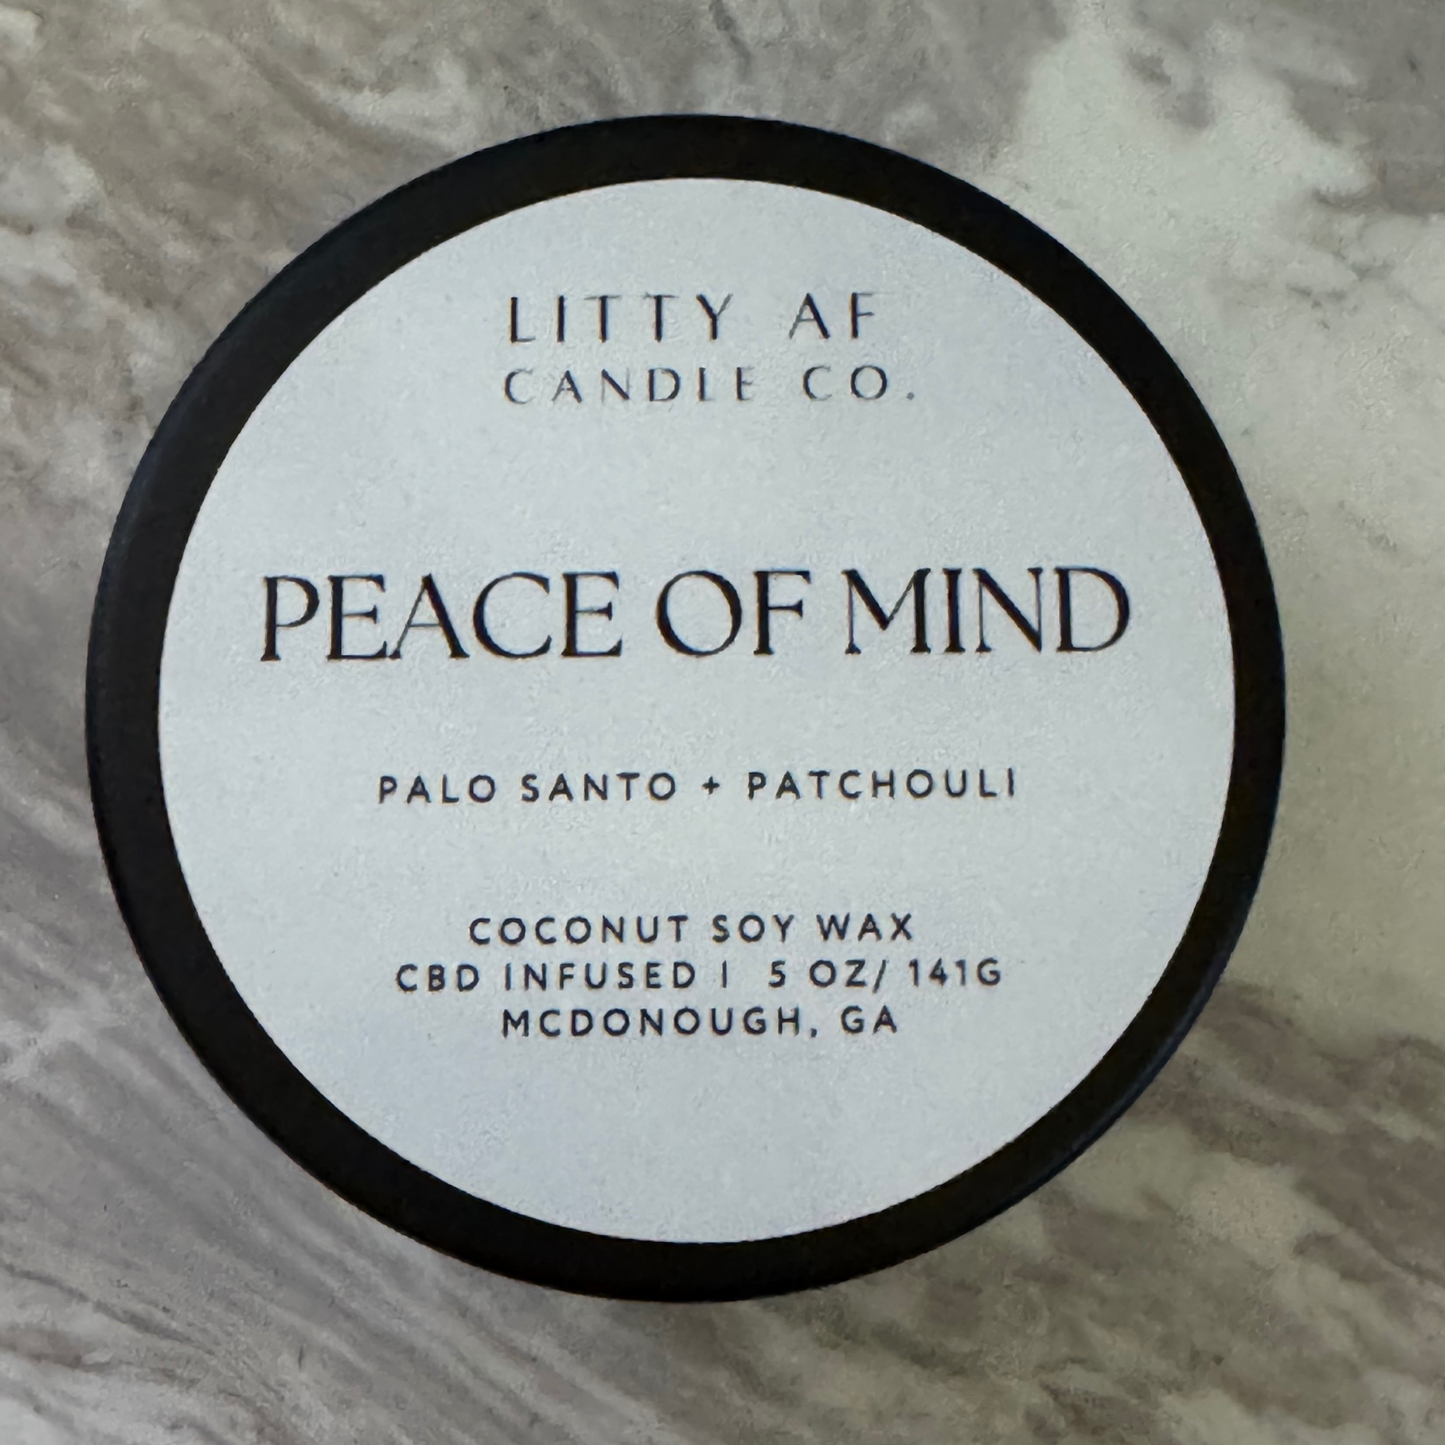 LITTY AF
CANDLE CO.
PEACE OF MIND
PALO SANTO + PATCHOULI
COCONUT SOY WAX
CBD INFUSED | 5 OZ/ 141G
MCDONOUGH, GA